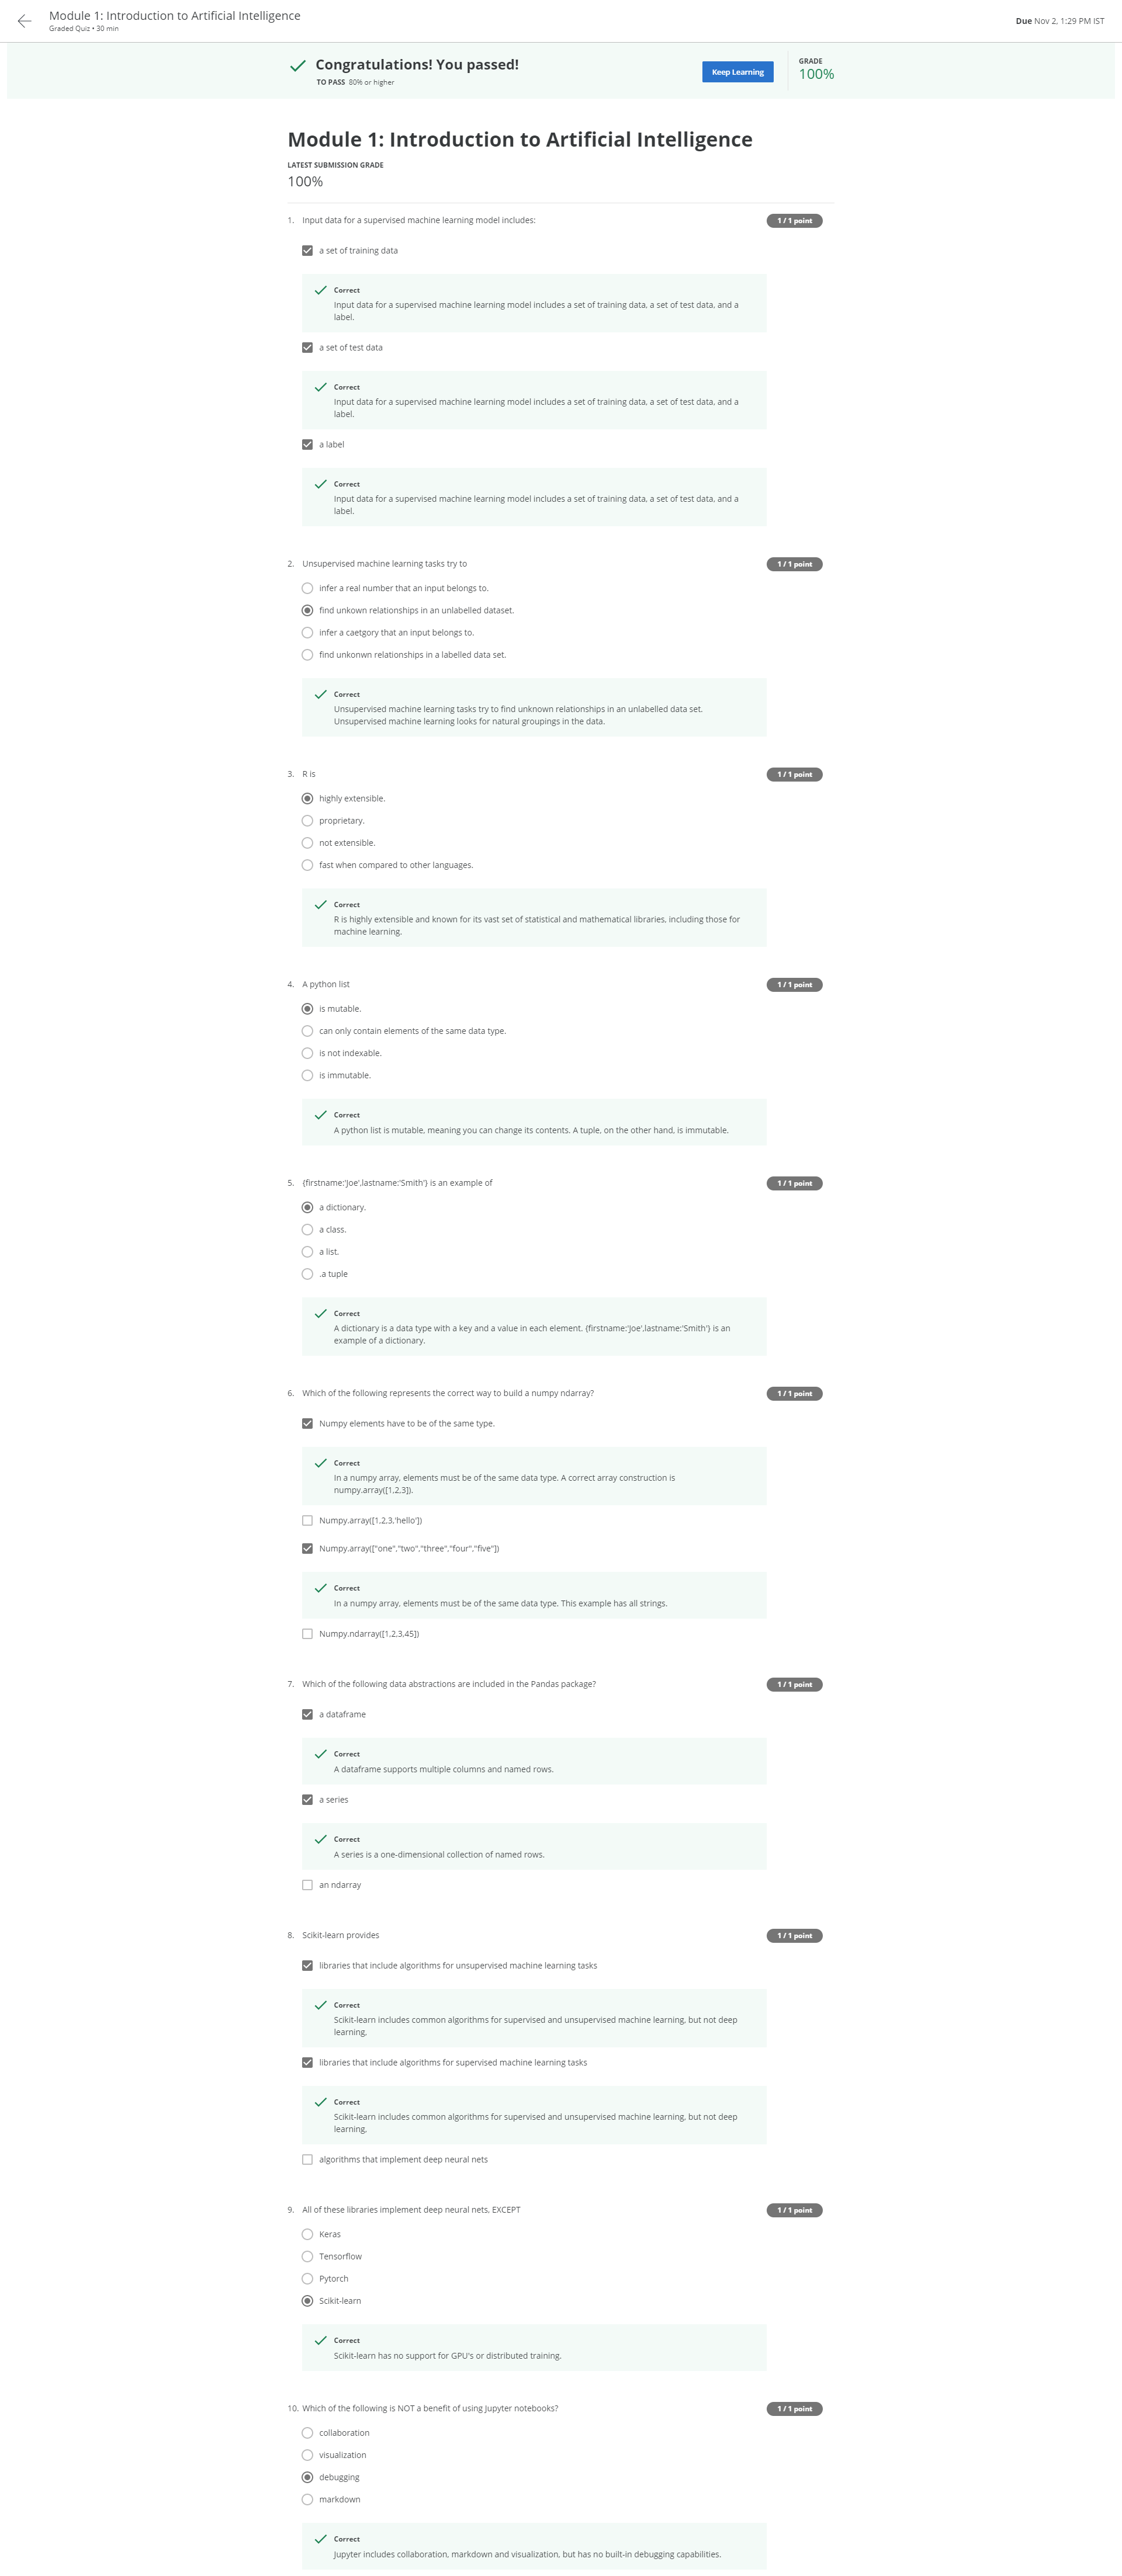 Module 1: Introduction to Artificial Intelligence
Graded Quiz • 30 min
Due Nov 2, 1:29 PM IST
Congratulations! You passed!
TO PASS 80% or higher
Keep Learning
GRADE
100%
Module 1: Introduction to Artificial Intelligence
LATEST SUBMISSION GRADE
100%
1. Input data for a supervised machine learning model includes:
1 / 1 point
a set of training data
Correct
Input data for a supervised machine learning model includes a set of training data, a set of test data, and a
label.
a set of test data
Correct
Input data for a supervised machine learning model includes a set of training data, a set of test data, and a
label.
a label
Correct
Input data for a supervised machine learning model includes a set of training data, a set of test data, and a
label.
2. Unsupervised machine learning tasks try to
1 / 1 point
infer a real number that an input belongs to.
find unkown relationships in an unlabelled dataset.
infer a caetgory that an input belongs to.
find unkonwn relationships in a labelled data set.
Correct
Unsupervised machine learning tasks try to find unknown relationships in an unlabelled data set.
Unsupervised machine learning looks for natural groupings in the data.
3. R is
1 / 1 point
highly extensible.
proprietary.
not extensible.
fast when compared to other languages.
Correct
R is highly extensible and known for its vast set of statistical and mathematical libraries, including those for
machine learning.
4. A python list
1 / 1 point
is mutable.
can only contain elements of the same data type.
is not indexable.
is immutable.
Correct
A python list is mutable, meaning you can change its contents. A tuple, on the other hand, is immutable.
5. {firstname:'Joe',lastname:'Smith'} is an example of
1 / 1 point
a dictionary.
a class.
a list.
.a tuple
Correct
A dictionary is a data type with a key and a value in each element. {firstname:'Joe',lastname:'Smith'} is an
example of a dictionary.
6. Which of the following represents the correct way to build a numpy ndarray?
1 / 1 point
Numpy elements have to be of the same type.
Correct
In a numpy array, elements must be of the same data type. A correct array construction is
numpy.array([1,2,3]).
Numpy.array([1,2,3,'hello'])
Numpy.array(["one","two","three","four","five"])
Correct
In a numpy array, elements must be of the same data type. This example has all strings.
Numpy.ndarray([1,2,3,45])
7. Which of the following data abstractions are included in the Pandas package?
1 / 1 point
a dataframe
Correct
A dataframe supports multiple columns and named rows.
a series
Correct
A series is a one-dimensional collection of named rows.
an ndarray
8. Scikit-learn provides
1 / 1 point
libraries that include algorithms for unsupervised machine learning tasks
Correct
Scikit-learn includes common algorithms for supervised and unsupervised machine learning, but not deep
learning,
libraries that include algorithms for supervised machine learning tasks
Correct
Scikit-learn includes common algorithms for supervised and unsupervised machine learning, but not deep
learning,
algorithms that implement deep neural nets
9. All of these libraries implement deep neural nets, EXCEPT
1 / 1 point
Keras
Tensorflow
Pytorch
Scikit-learn
Correct
Scikit-learn has no support for GPU's or distributed training.
10. Which of the following is NOT a benefit of using Jupyter notebooks?
1 / 1 point
collaboration
visualization
debugging
markdown
Correct
Jupyter includes collaboration, markdown and visualization, but has no built-in debugging capabilities.